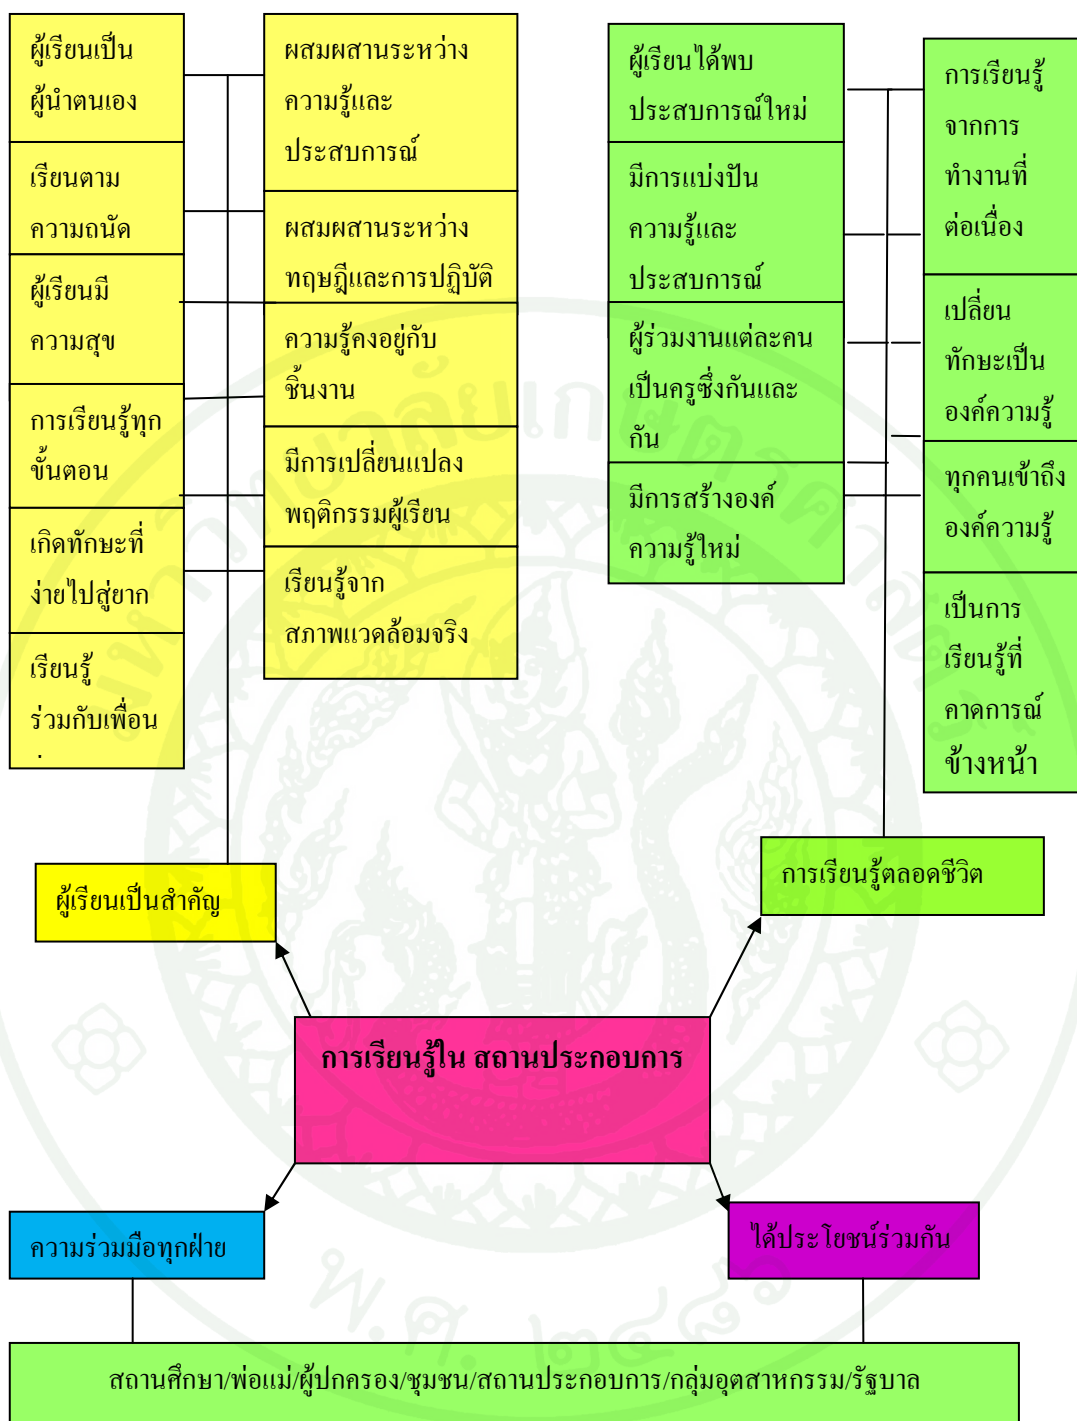 ผู้เรียนเป็น
ผู้นำตนเอง
เรียนตาม
ความถนัด
ผู้เรียนมี
ความสุข
การเรียนรู้ทุก
ขั้นตอน
เกิดทักษะที่
ง่ายไปสู่ยาก
เรียนรู้
ร่วมกับเพื่อน
ผสมผสานระหว่าง
ความรู้และ
ประสบการณ์
ผสมผสานระหว่าง
ทฤษฎีและการปฏิบัติ
ความรู้คงอยู่กับ
ชิ้นงาน
มีการเปลี่ยนแปลง
พฤติกรรมผู้เรียน
เรียนรู้จาก
สภาพแวดล้อมจริง
ผู้เรียนได้พบ
ประสบการณ์ใหม่
มีการแบ่งปัน
ความรู้และ
ประสบการณ์
ผู้ร่วมงานแต่ละคน
เป็นครูซึ่งกันและ
กัน
มีการสร้างองค์
ความรู้ใหม่
การเรียนรู้
จากการ
ทำงานที่
ต่อเนื่อง
เปลี่ยน
ทักษะเป็น
องค์ความรู้
ทุกคนเข้าถึง
องค์ความรู้
เป็นการ
เรียนรู้ที่
คาดการณ์
ข้างหน้า
ผู้เรียนเป็นสำคัญ
การเรียนรู้ตลอดชีวิต
การเรียนรู้ใน สถานประกอบการ
ความร่วมมือทุกฝ่าย
ได้ประโยชน์ร่วมกัน
สถานศึกษา/พ่อแม่/ผู้ปกครอง/ชุมชน/สถานประกอบการ/กลุ่มอุตสาหกรรม/รัฐบาล
มหาวิทยาลัยเกษตรศาสตร์
พ.ศ. ๒๔๘๖